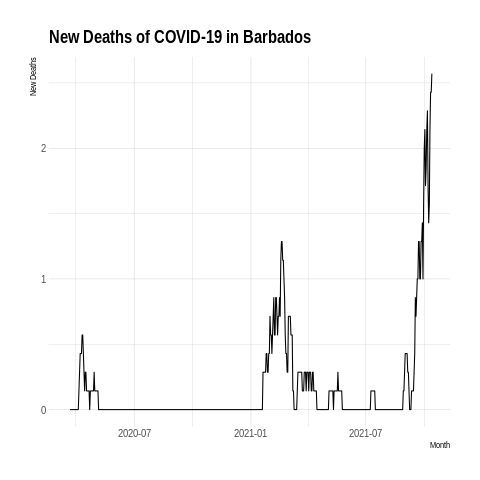 New Deaths of COVID-19 in Barbados
New Deaths
2
1
0
2020-07
2021-01
2021-07
Month